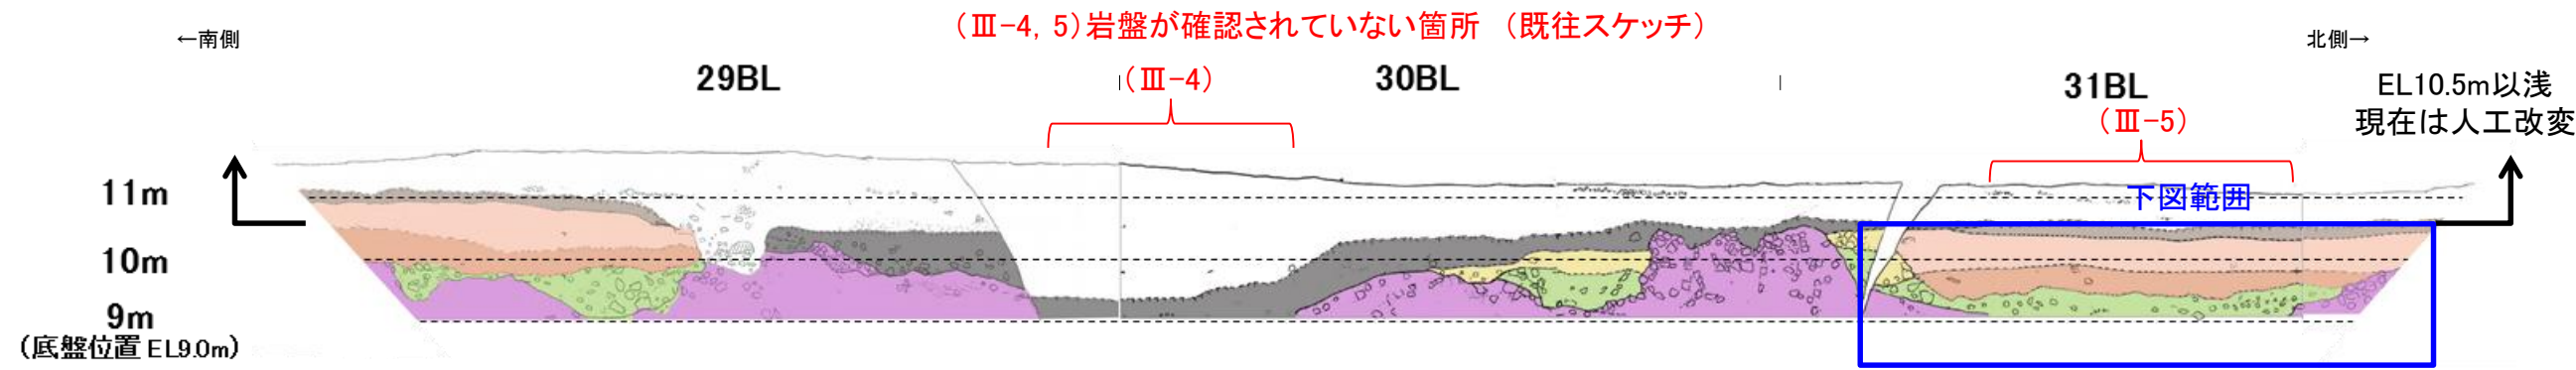 (Ⅲ-4, 5)岩盤が確認されていない箇所 (既往スケッチ)
←南側
北側→
29BL
(Ⅲ-4)
30BL
31BL
(Ⅲ-5)
EL10.5m以浅
現在は人工改変
11m
下図範囲
10m
9m
(底盤位置 EL9.0m)